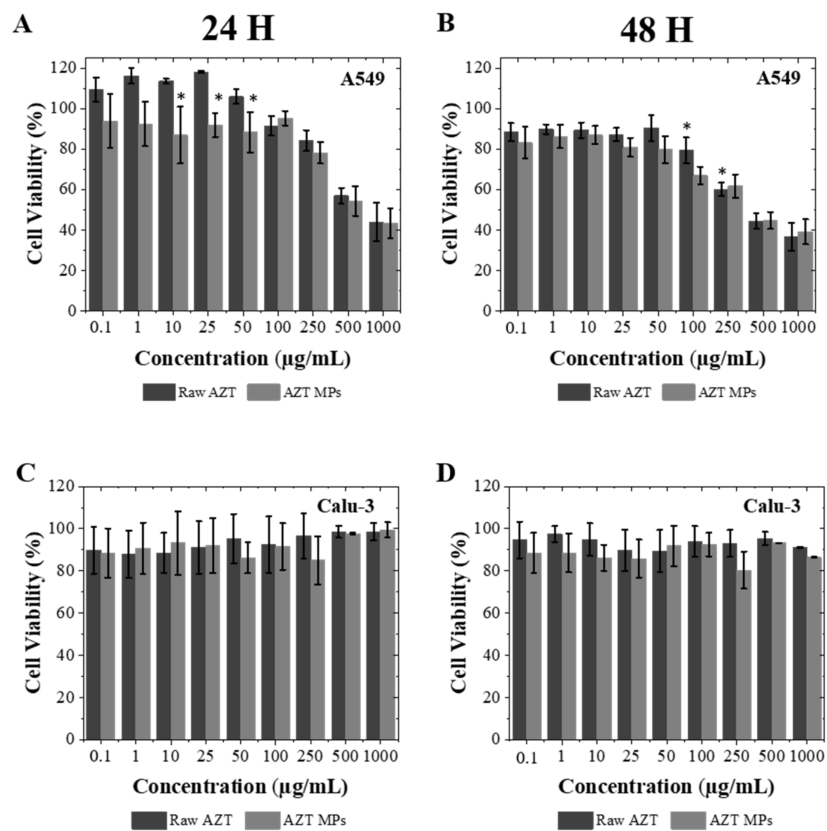 A
24 H
B
48 H
A549
120
100
80
60
40
20
0
Cell Viability (%)
* * *
0.1 1 10 25 50 100 250 500 1000
Concentration (μg/mL)
Raw AZT AZT MPs
A549
120
100
80
60
40
20
0
Cell Viability (%)
* *
0.1 1 10 25 50 100 250 500 1000
Concentration (μg/mL)
Raw AZT AZT MPs
C
Calu-3
120
100
80
60
40
20
0
Cell Viability (%)
0.1 1 10 25 50 100 250 500 1000
Concentration (μg/mL)
Raw AZT AZT MPs
D
Calu-3
120
100
80
60
40
20
0
Cell Viability (%)
0.1 1 10 25 50 100 250 500 1000
Concentration (μg/mL)
Raw AZT AZT MPs